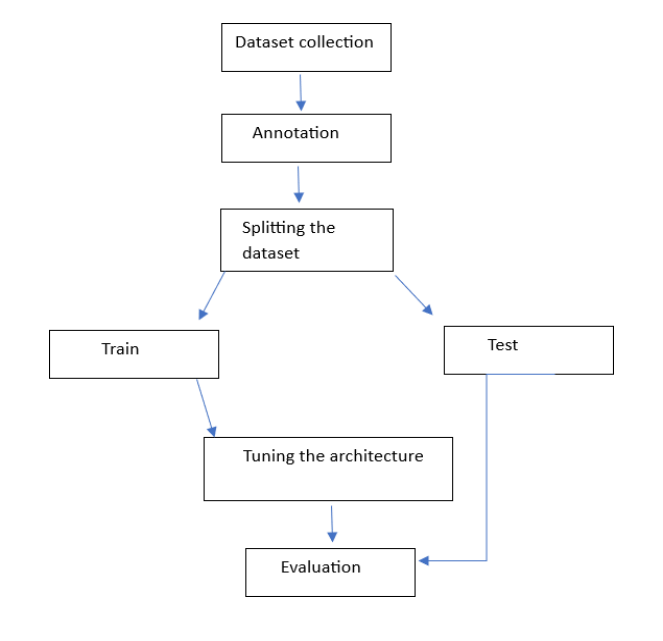 Dataset collection
Annotation
Splitting the
dataset
Train
Test
Tuning the architecture
Evaluation